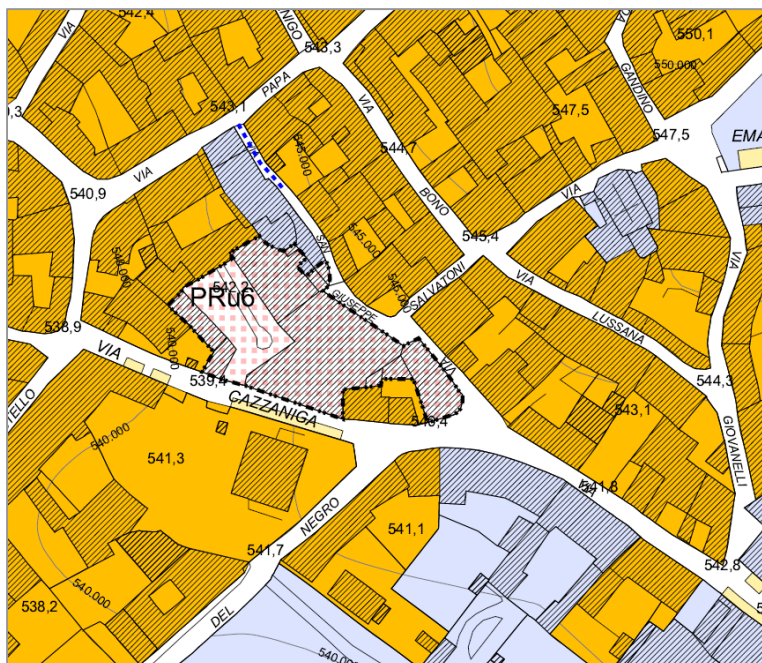 542,4
NIGO
543,3
VIA
550,1
550.000
GANDINO
PAPA
543,1
VIA
547,5
547,5
EMA
544,7
545.000
VIA
540,9
BONO
VIA
545,4
SAN
545.000
540.000
VIA
SALVATONI
VIA
542,2
PRu6
GIUSEPPE
545.000
LUSSANA
538,9
VIA
540.000
VIA
539,4
CAZZANIGA
544,3
TELLO
543,1
540,4
GIOVANELLI
540.000
541,3
541,8
NEGRO
541,1
541,7
542,8
540.000
538,2
DEL
540.000